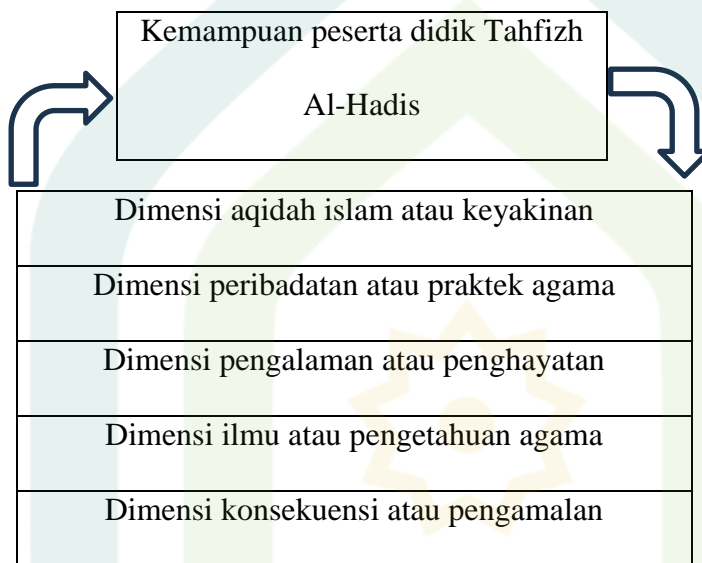 Kemampuan peserta didik Tahfizh
Al-Hadis
Dimensi aqidah islam atau keyakinan
Dimensi peribadatan atau praktek agama
Dimensi pengalaman atau penghayatan
Dimensi ilmu atau pengetahuan agama
Dimensi konsekuensi atau pengamalan